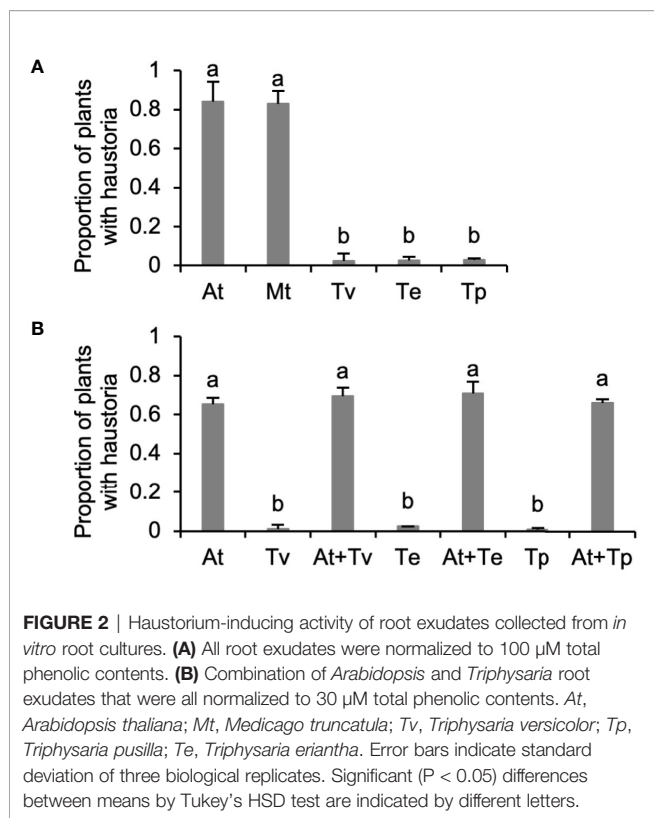 A
Proportion of plants
with haustoria
1
0.8
0.6
0.4
0.2
0
a
a
b
b
b
At
Mt
Tv
Te
Tp
B
Proportion of plants
with haustoria
1
0.8
0.6
0.4
0.2
0
a
b
a
b
a
b
a
At
Tv
At+Tv
Te
At+Te
Tp
At+Tp
FIGURE 2 | Haustorium-inducing activity of root exudates collected from in
vitro root cultures. (A) All root exudates were normalized to 100 µM total
phenolic contents. (B) Combination of Arabidopsis and Triphysaria root
exudates that were all normalized to 30 µM total phenolic contents. At,
Arabidopsis thaliana; Mt, Medicago truncatula; Tv, Triphysaria versicolor; Tp,
Triphysaria pusilla; Te, Triphysaria eriantha. Error bars indicate standard
deviation of three biological replicates. Significant (P < 0.05) differences
between means by Tukey's HSD test are indicated by different letters.